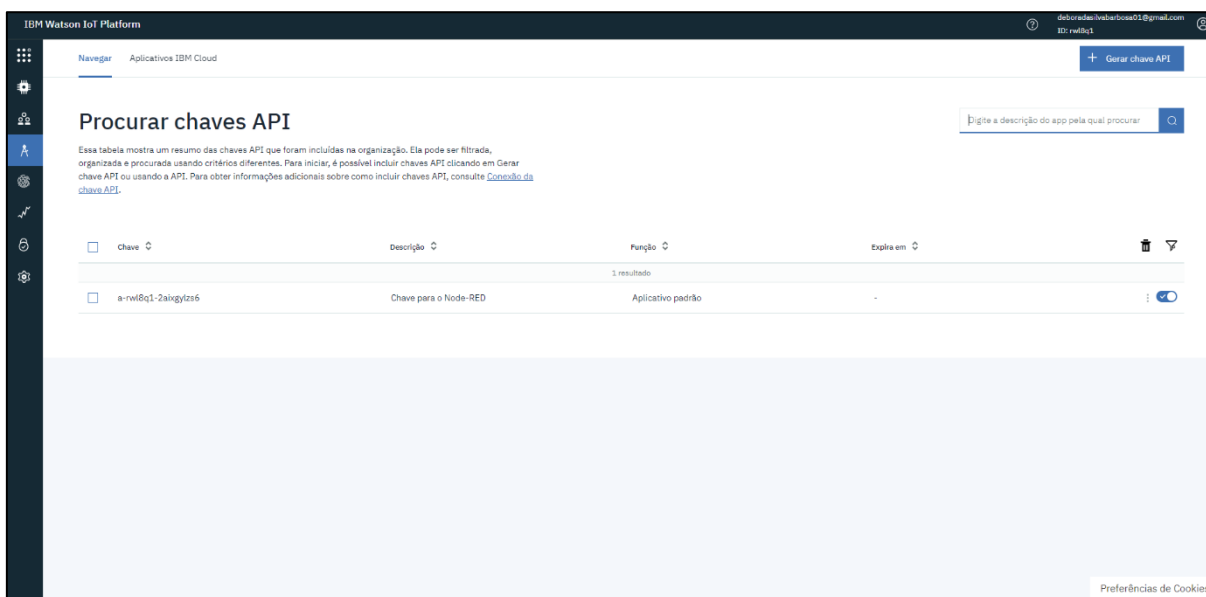 IBM Watson IoT Platform
deboradasilvabarbosa01@gmail.com
ID: rwl8q1
Navegar
Aplicativos IBM Cloud
+ Gerar chave API
Procurar chaves API
Digite a descrição do app pela qual procurar
Essa tabela mostra um resumo das chaves API que foram incluídas na organização. Ela pode ser filtrada,
organizada e procurada usando critérios diferentes. Para iniciar, é possível incluir chaves API clicando em Gerar
chave API ou usando a API. Para obter informações adicionais sobre como incluir chaves API, consulte Conexão da
chave API.
Chave Descrição Função Expira em
1 resultado
a-rwl8q1-2aixgylzs6 Chave para o Node-RED Aplicativo padrão -
Preferências de Cookies